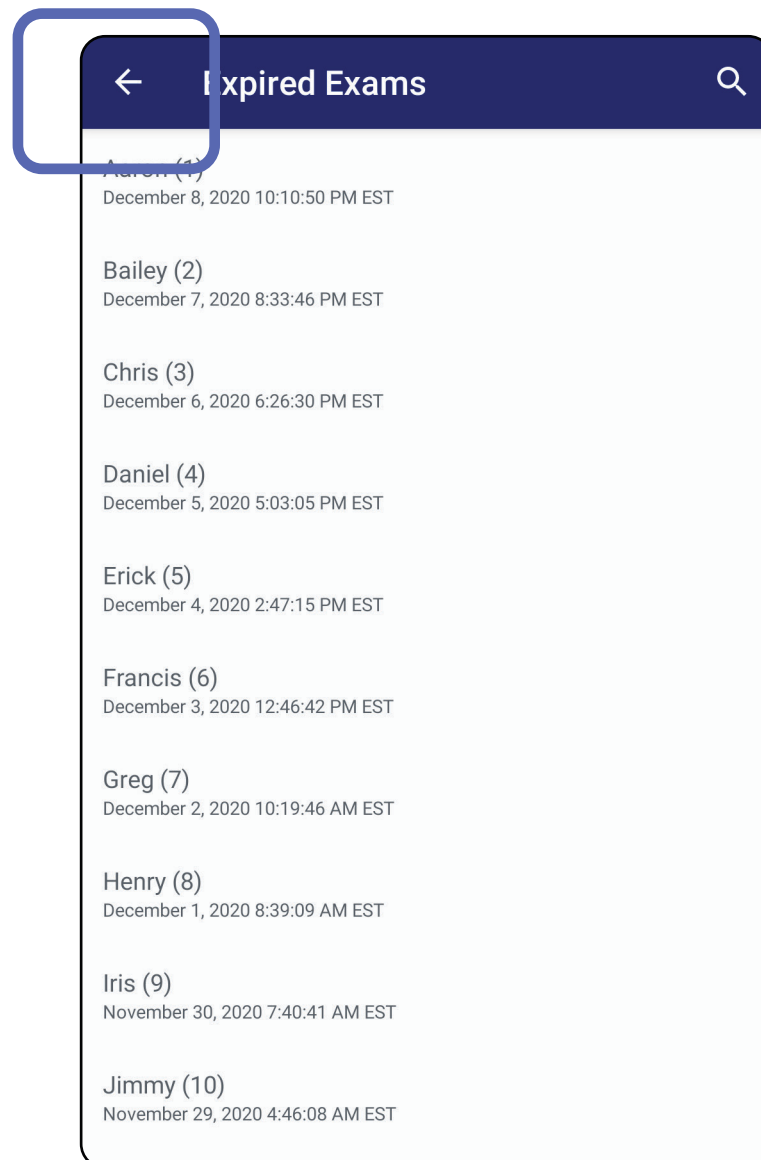 Expired Exams
Aaron (1)
December 8, 2020 10:10:50 PM EST
Bailey (2)
December 7, 2020 8:33:46 PM EST
Chris (3)
December 6, 2020 6:26:30 PM EST
Daniel (4)
December 5, 2020 5:03:05 PM EST
Erick (5)
December 4, 2020 2:47:15 PM EST
Francis (6)
December 3, 2020 12:46:42 PM EST
Greg (7)
December 2, 2020 10:19:46 AM EST
Henry (8)
December 1, 2020 8:39:09 AM EST
Iris (9)
November 30, 2020 7:40:41 AM EST
Jimmy (10)
November 29, 2020 4:46:08 AM EST